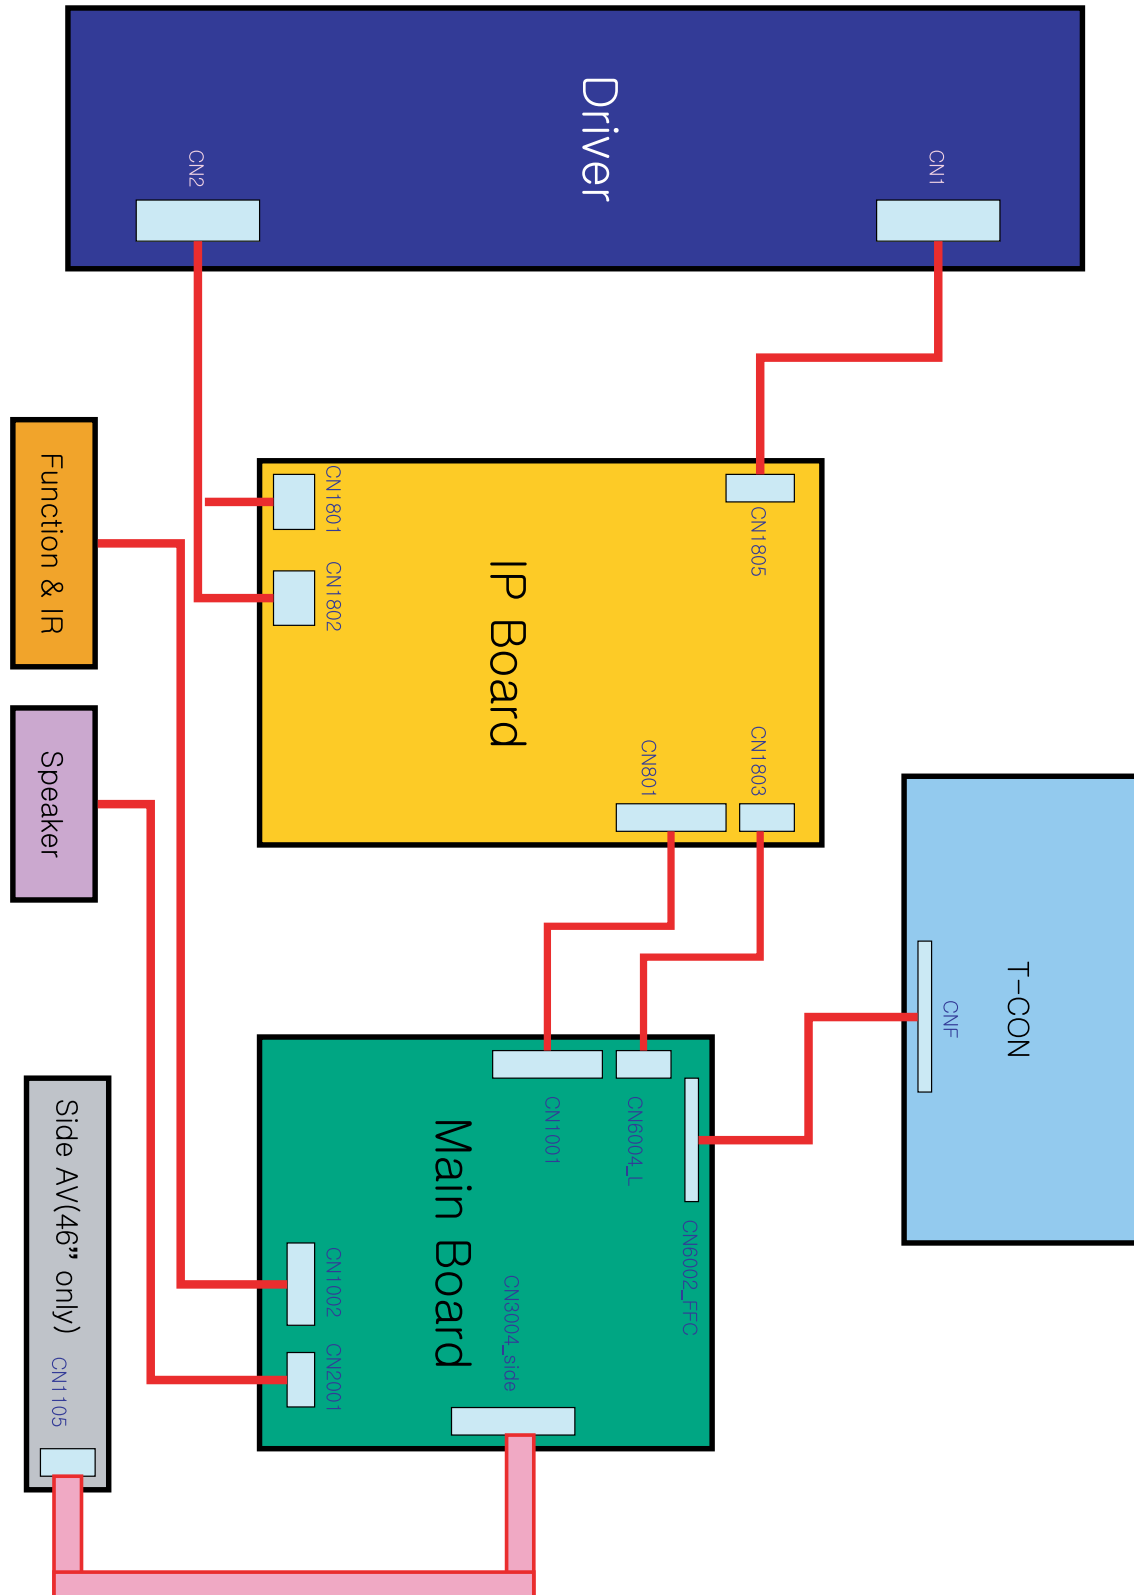 Driver
CN1
CN2
CN1801
CN1802
CN1805
IP Board
CN801
CN1803
Function & IR
Speaker
T-CON
CNF
CN1001
CN6004_L
CN6002_FFC
Main Board
CN1002
CN2001
CN3004_side
Side AV(46” only)
CN1105